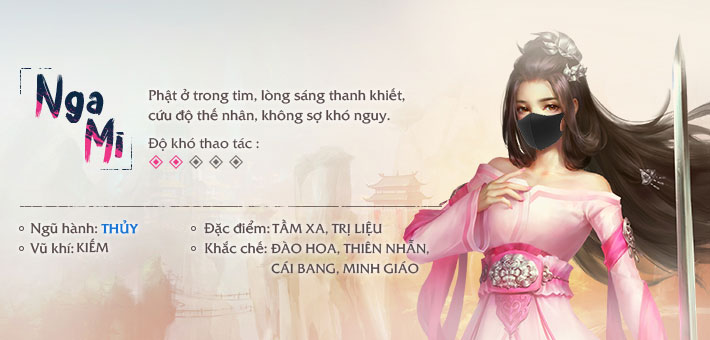 Nga
Mi
Phật ở trong tim, lòng sáng thanh khiết,
cứu độ thế nhân, không sợ khó nguy.
Độ khó thao tác :
Ngũ hành: THỦY
Vũ khí: KIẾM
Đặc điểm: TẦM XA, TRỊ LIỆU
Khắc chế: ĐÀO HOA, THIÊN NHẪN,
CÁI BANG, MINH GIÁO